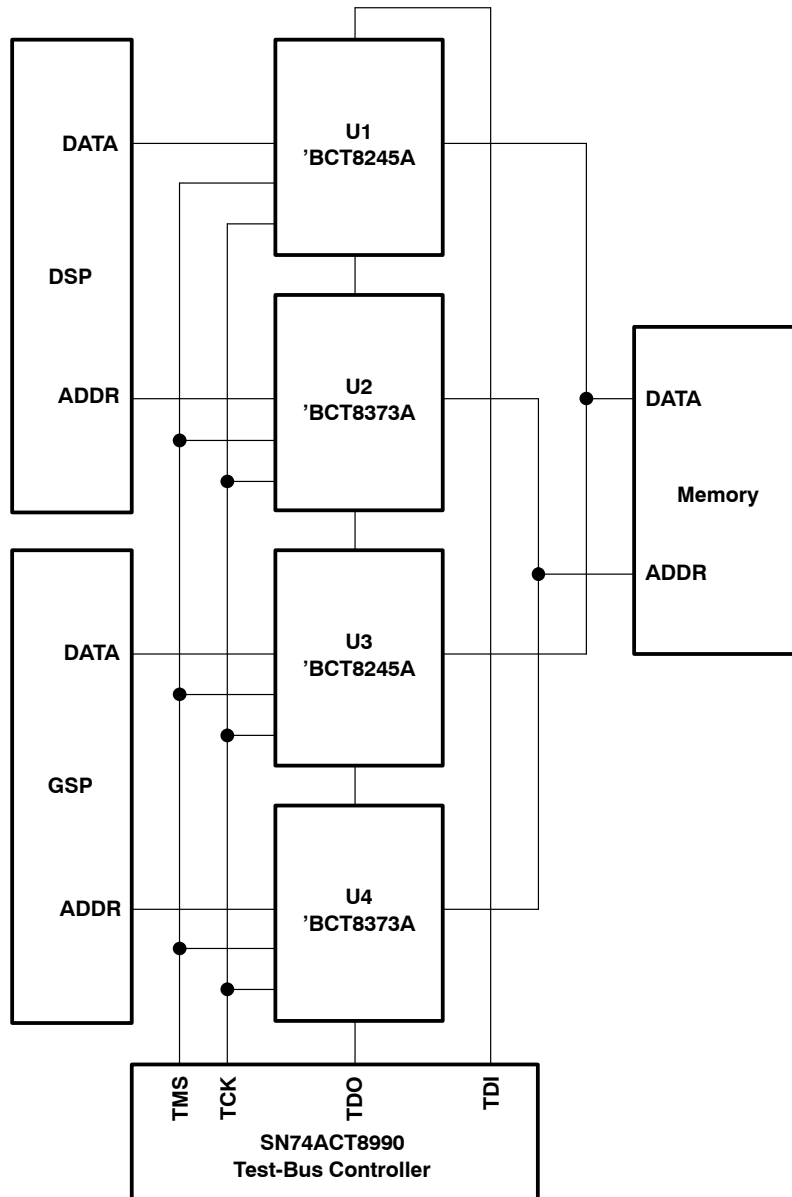 DATA
DSP
ADDR
U1
’BCT8245A
U2
’BCT8373A
DATA
Memory
ADDR
DATA
GSP
ADDR
U3
’BCT8245A
U4
’BCT8373A
TMS
TCK
TDO
TDI
SN74ACT8990
Test-Bus Controller